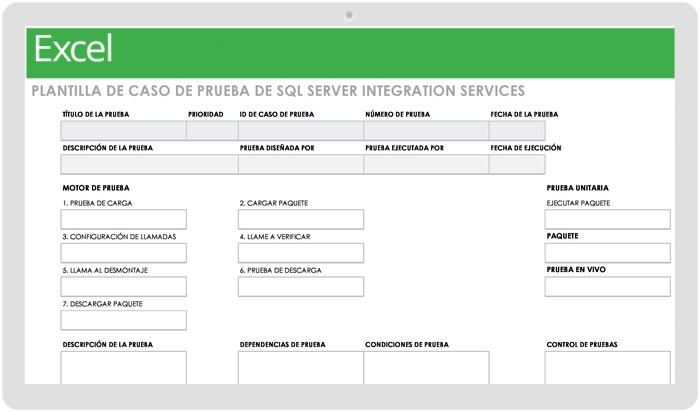 Excel
PLANTILLA DE CASO DE PRUEBA DE SQL SERVER INTEGRATION SERVICES
TÍTULO DE LA PRUEBA PRIORIDAD ID DE CASO DE PRUEBA NÚMERO DE PRUEBA FECHA DE LA PRUEBA
DESCRIPCIÓN DE LA PRUEBA PRUEBA DISEÑADA POR PRUEBA EJECUTADA POR FECHA DE EJECUCIÓN
MOTOR DE PRUEBA PRUEBA UNITARIA
1. PRUEBA DE CARGA 2. CARGAR PAQUETE EJECUTAR PAQUETE
3. CONFIGURACIÓN DE LLAMADAS 4. LLAME A VERIFICAR PAQUETE
5. LLAMA AL DESMONTAJE 6. PRUEBA DE DESCARGA PRUEBA EN VIVO
7. DESCARGAR PAQUETE
DESCRIPCIÓN DE LA PRUEBA DEPENDENCIAS DE PRUEBA CONDICIONES DE PRUEBA CONTROL DE PRUEBAS